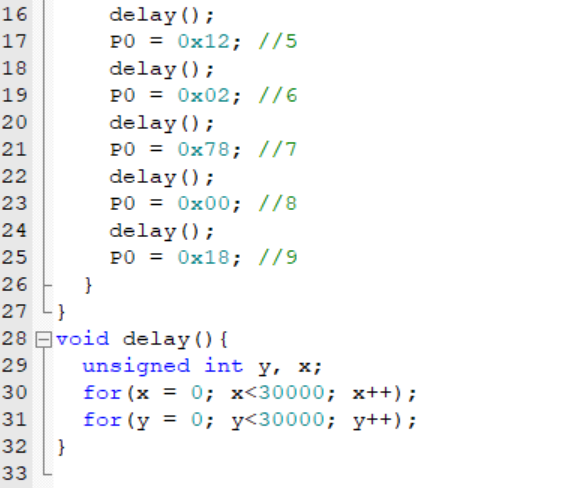 16 delay();
17 P0 = 0x12; //5
18 delay();
19 P0 = 0x02; //6
20 delay();
21 P0 = 0x78; //7
22 delay();
23 P0 = 0x00; //8
24 delay();
25 P0 = 0x18; //9
26 }
27 }
28 void delay(){
29 unsigned int y, x;
30 for(x = 0; x<30000; x++);
31 for(y = 0; y<30000; y++);
32 }
33